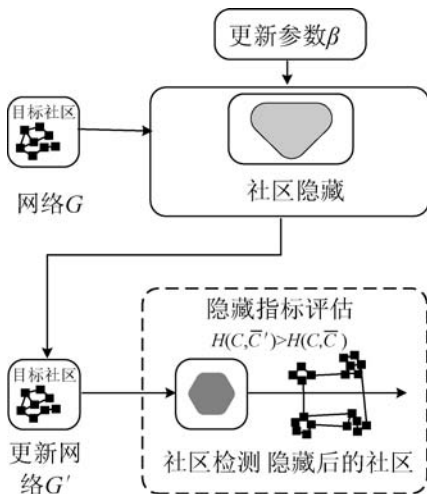 更新参数β
目标社区
网络G
社区隐藏
隐藏指标评估
H(C,C̅′)>H(C,C̅)
目标社区
更新网
络G′
社区检测 隐藏后的社区